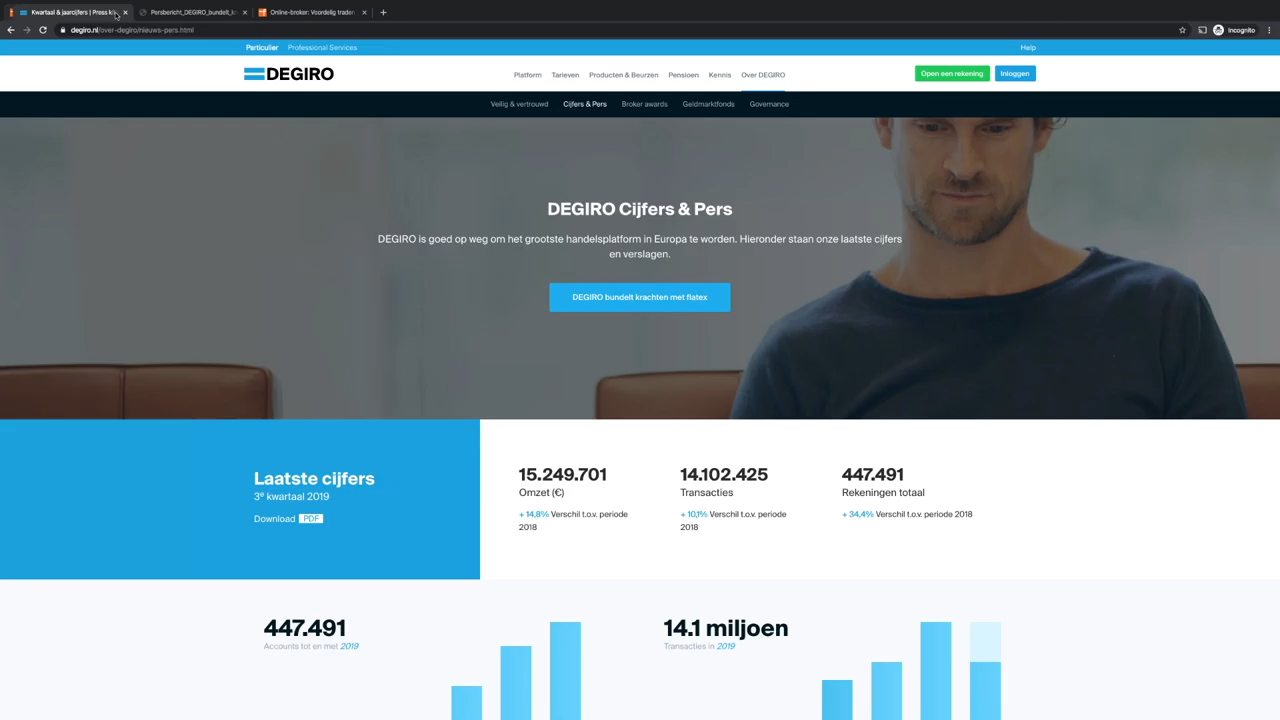 Kwartaal & jaarcijfers | Press ki
Persbericht_DEGIRO_bundelt_k
Online-broker: Voordelig traden
degiro.nl/over-degiro/nieuws-pers.html
Incognito
Particulier
Professional Services
Help
DEGIRO
Platform
Tarieven
Producten & Beurzen
Pensioen
Kennis
Over DEGIRO
Open een rekening
Inloggen
Veilig & vertrouwd
Cijfers & Pers
Broker awards
Geldmarktfonds
Governance
DEGIRO Cijfers & Pers
DEGIRO is goed op weg om het grootste handelsplatform in Europa te worden. Hieronder staan onze laatste cijfers
en verslagen.
DEGIRO bundelt krachten met flatex
Laatste cijfers
3e kwartaal 2019
Download PDF
15.249.701
Omzet (€)
+ 14,8% Verschil t.o.v. periode
2018
14.102.425
Transacties
+ 10,1% Verschil t.o.v. periode
2018
447.491
Rekeningen totaal
+ 34,4% Verschil t.o.v. periode 2018
447.491
Accounts tot en met 2019
14.1 miljoen
Transacties in 2019